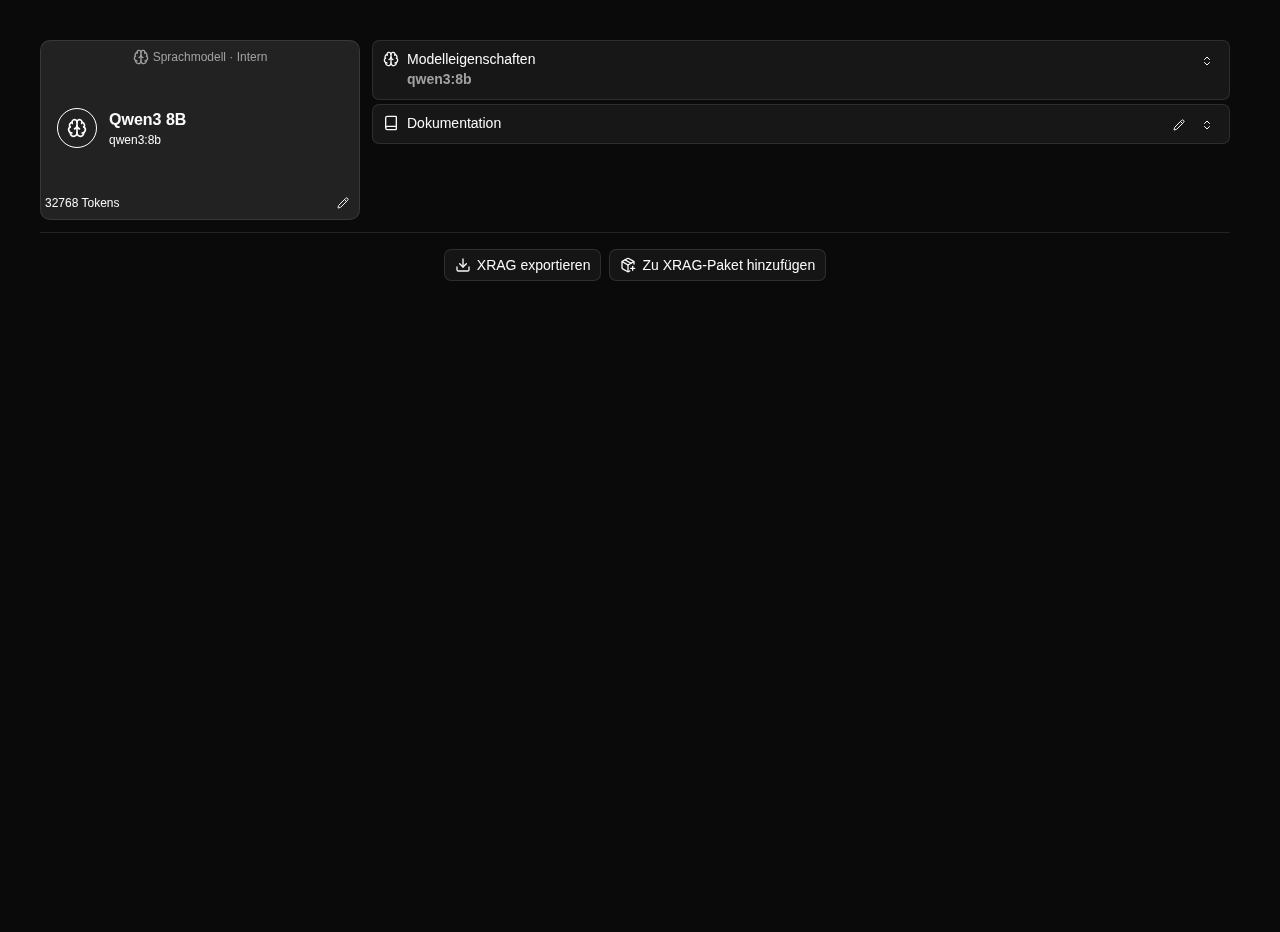 Sprachmodell · Intern
Qwen3 8B
qwen3:8b
32768 Tokens
Modelleigenschaften
qwen3:8b
Dokumentation
XRAG exportieren
Zu XRAG-Paket hinzufügen